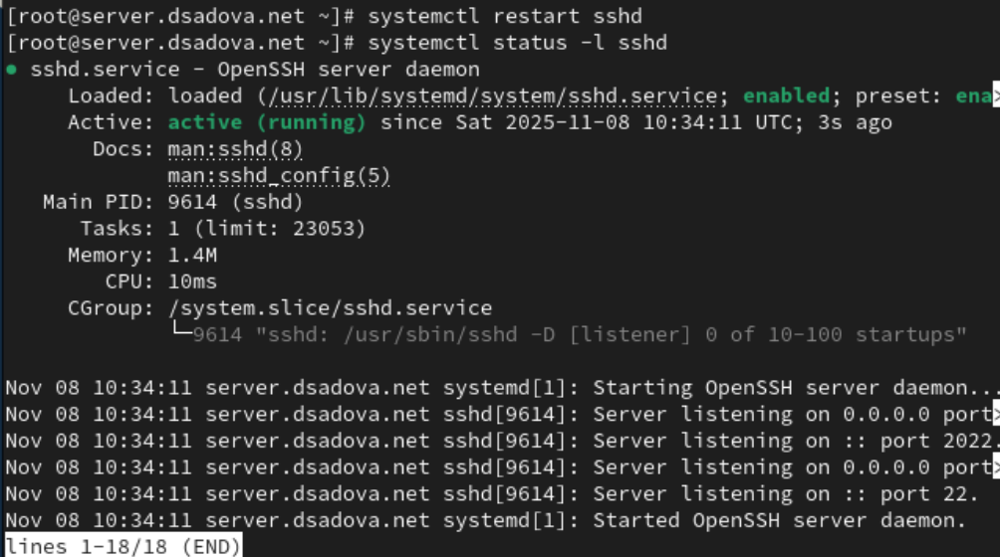 [root@server.dsadova.net ~]# systemctl restart sshd
[root@server.dsadova.net ~]# systemctl status -l sshd
● sshd.service - OpenSSH server daemon
     Loaded: loaded (/usr/lib/systemd/system/sshd.service; enabled; preset: ena>
     Active: active (running) since Sat 2025-11-08 10:34:11 UTC; 3s ago
       Docs: man:sshd(8)
             man:sshd_config(5)
   Main PID: 9614 (sshd)
      Tasks: 1 (limit: 23053)
     Memory: 1.4M
        CPU: 10ms
     CGroup: /system.slice/sshd.service
             └─9614 "sshd: /usr/sbin/sshd -D [listener] 0 of 10-100 startups"
Nov 08 10:34:11 server.dsadova.net systemd[1]: Starting OpenSSH server daemon...
Nov 08 10:34:11 server.dsadova.net sshd[9614]: Server listening on 0.0.0.0 port>
Nov 08 10:34:11 server.dsadova.net sshd[9614]: Server listening on :: port 2022.
Nov 08 10:34:11 server.dsadova.net sshd[9614]: Server listening on 0.0.0.0 port>
Nov 08 10:34:11 server.dsadova.net sshd[9614]: Server listening on :: port 22.
Nov 08 10:34:11 server.dsadova.net systemd[1]: Started OpenSSH server daemon.
lines 1-18/18 (END)